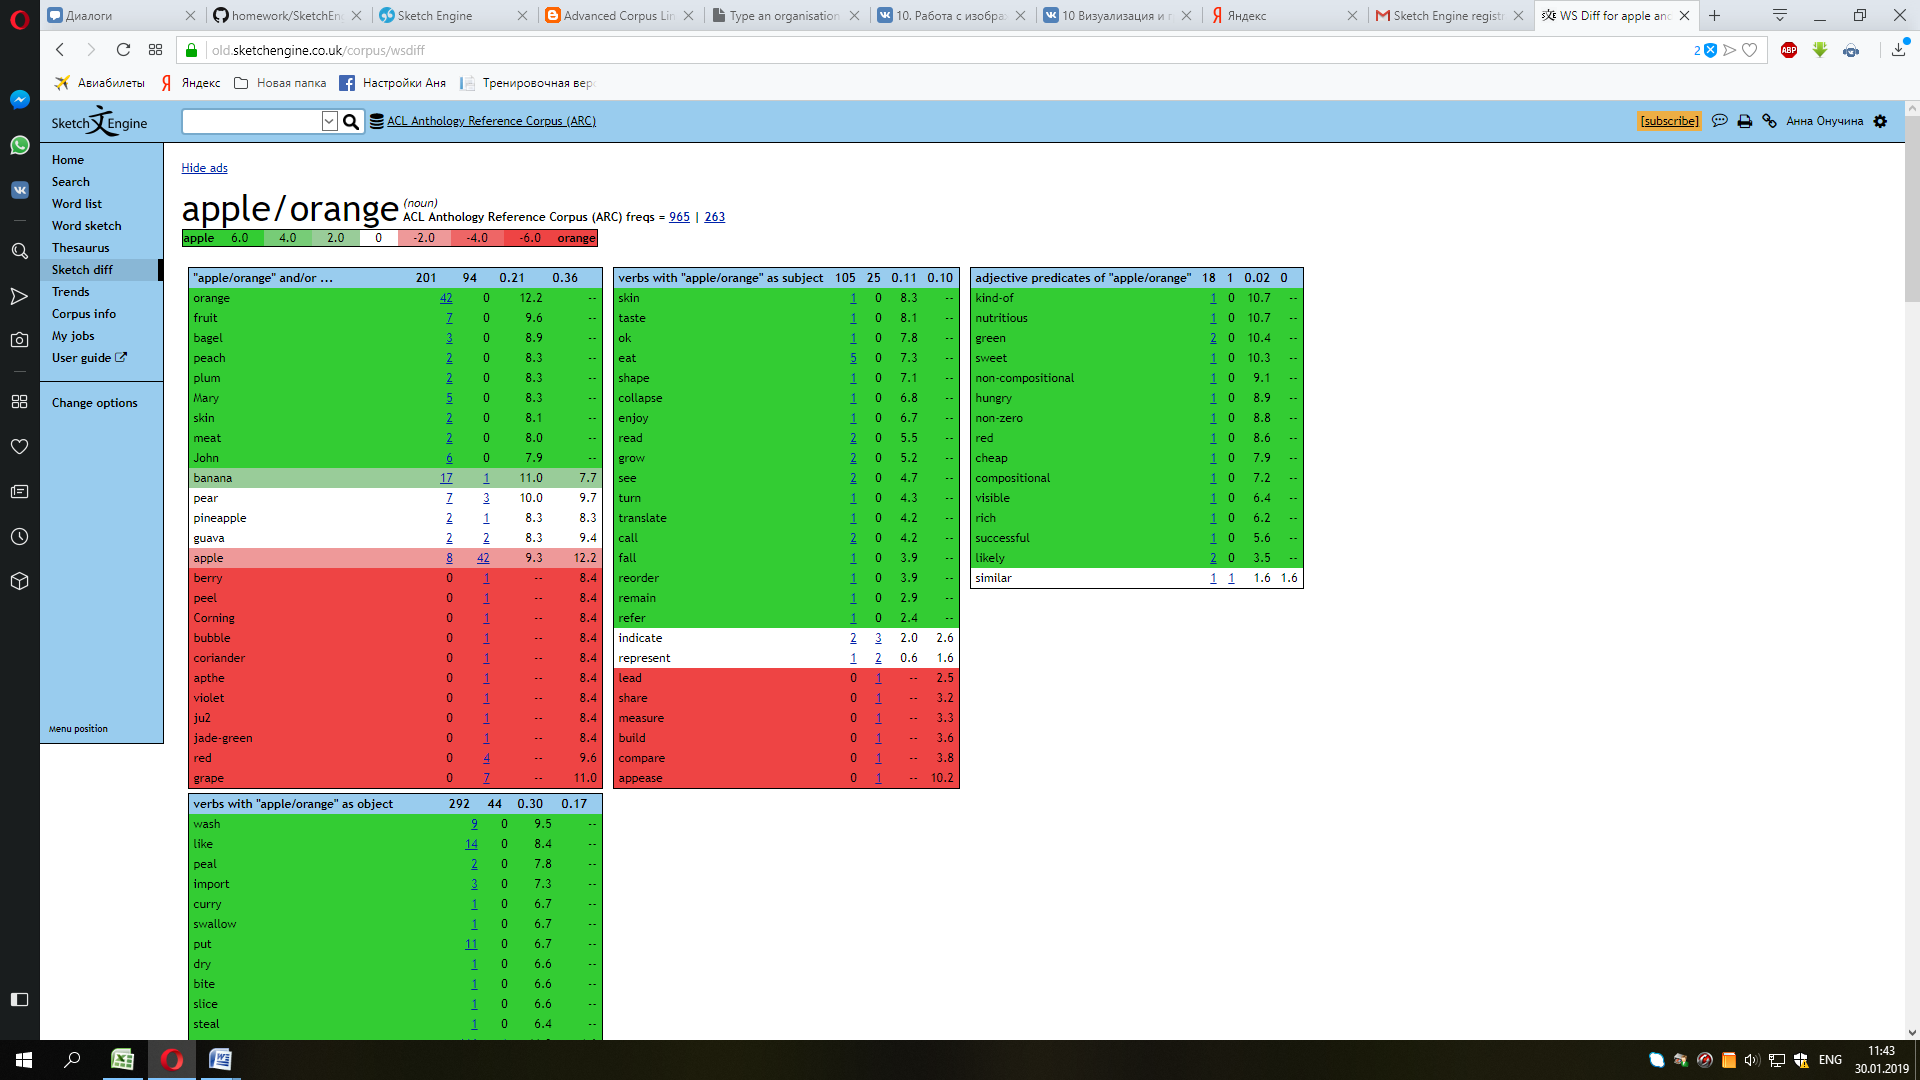 Диалоги
homework/SketchEn
Sketch Engine
Advanced Corpus Lin
Type an organisation
10. Работа с изобра
10 Визуализация и г
Яндекс
Sketch Engine registr
WS Diff for apple and
old.sketchengine.co.uk/corpus/wsdiff
2
ABP
Авиабилеты
Яндекс
Новая папка
Настройки Аня
Тренировочная вер
Sketch Engine
ACL Anthology Reference Corpus (ARC)
[subscribe]
Анна Онучина
Home
Search
Word list
Word sketch
Thesaurus
Sketch diff
Trends
Corpus info
My jobs
User guide
Change options
Menu position
Hide ads
apple/orange (noun)
ACL Anthology Reference Corpus (ARC) freqs = 965 | 263
apple 6.0 4.0 2.0 0 -2.0 -4.0 -6.0 orange
"apple/orange" and/or ... 201 94 0.21 0.36
orange 42 0 12.2 --
fruit 7 0 9.6 --
bagel 3 0 8.9 --
peach 2 0 8.3 --
plum 2 0 8.3 --
Mary 5 0 8.3 --
skin 2 0 8.1 --
meat 2 0 8.0 --
John 6 0 7.9 --
banana 17 1 11.0 7.7
pear 7 3 10.0 9.7
pineapple 2 1 8.3 8.3
guava 2 2 8.3 9.4
apple 8 42 9.3 12.2
berry 0 1 -- 8.4
peel 0 1 -- 8.4
Corning 0 1 -- 8.4
bubble 0 1 -- 8.4
coriander 0 1 -- 8.4
apthe 0 1 -- 8.4
violet 0 1 -- 8.4
ju2 0 1 -- 8.4
jade-green 0 1 -- 8.4
red 0 4 -- 9.6
grape 0 7 -- 11.0
verbs with "apple/orange" as subject 105 25 0.11 0.10
skin 1 0 8.3 --
taste 1 0 8.1 --
ok 1 0 7.8 --
eat 5 0 7.3 --
shape 1 0 7.1 --
collapse 1 0 6.8 --
enjoy 1 0 6.7 --
read 2 0 5.5 --
grow 2 0 5.2 --
see 2 0 4.7 --
turn 1 0 4.3 --
translate 1 0 4.2 --
call 2 0 4.2 --
fall 1 0 3.9 --
reorder 1 0 3.9 --
remain 1 0 2.9 --
refer 1 0 2.4 --
indicate 2 3 2.0 2.6
represent 1 2 0.6 1.6
lead 0 1 -- 2.5
share 0 1 -- 3.2
measure 0 1 -- 3.3
build 0 1 -- 3.6
compare 0 1 -- 3.8
appease 0 1 -- 10.2
adjective predicates of "apple/orange" 18 1 0.02 0
kind-of 1 0 10.7 --
nutritious 1 0 10.7 --
green 2 0 10.4 --
sweet 1 0 10.3 --
non-compositional 1 0 9.1 --
hungry 1 0 8.9 --
non-zero 1 0 8.8 --
red 1 0 8.6 --
cheap 1 0 7.9 --
compositional 1 0 7.2 --
visible 1 0 6.4 --
rich 1 0 6.2 --
successful 1 0 5.6 --
likely 2 0 3.5 --
similar 1 1 1.6 1.6
verbs with "apple/orange" as object 292 44 0.30 0.17
wash 9 0 9.5 --
like 14 0 8.4 --
peal 2 0 7.8 --
import 3 0 7.3 --
curry 1 0 6.7 --
swallow 1 0 6.7 --
put 11 0 6.7 --
dry 1 0 6.6 --
bite 1 0 6.6 --
slice 1 0 6.6 --
steal 1 0 6.4 --
ENG
11:43
30.01.2019